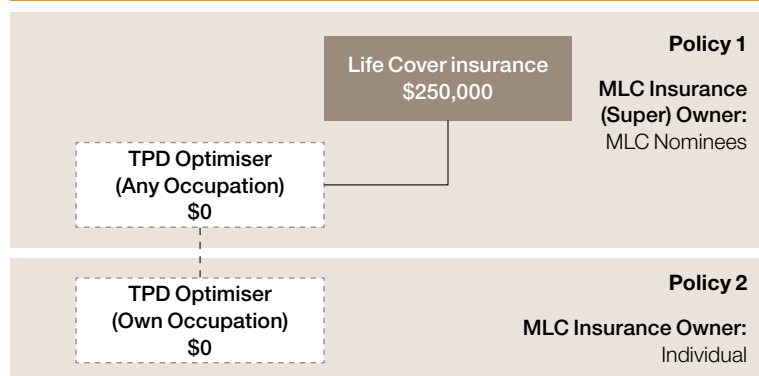 Policy 1
Life Cover insurance
$250,000
MLC Insurance
(Super) Owner:
MLC Nominees
TPD Optimiser
(Any Occupation)
$0
Policy 2
TPD Optimiser
(Own Occupation)
$0
MLC Insurance Owner:
Individual